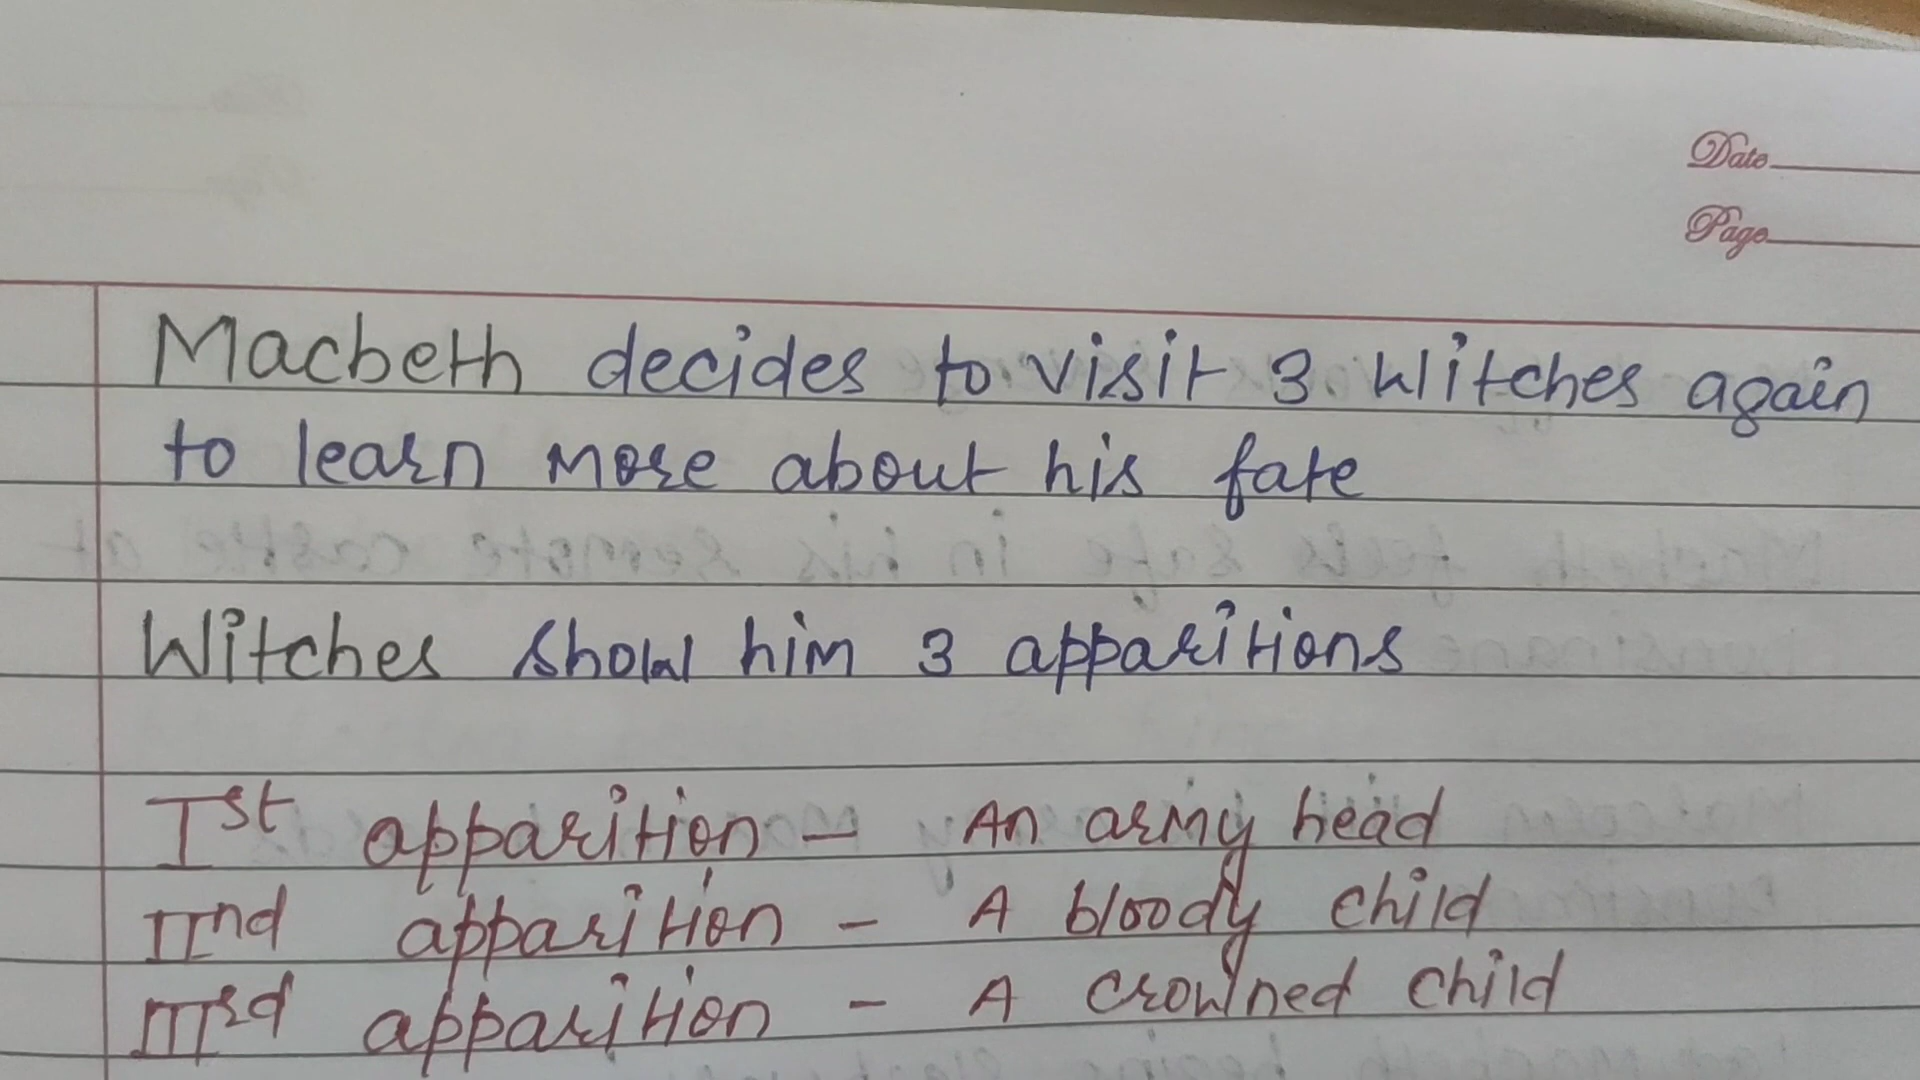 Date
Page
Macbeth decides to visit 3 Witches again
to learn more about his fate
Witches show him 3 apparitions
Ist apparition - An army head
IInd apparition - A bloody child
IIIrd apparition - A crowned child